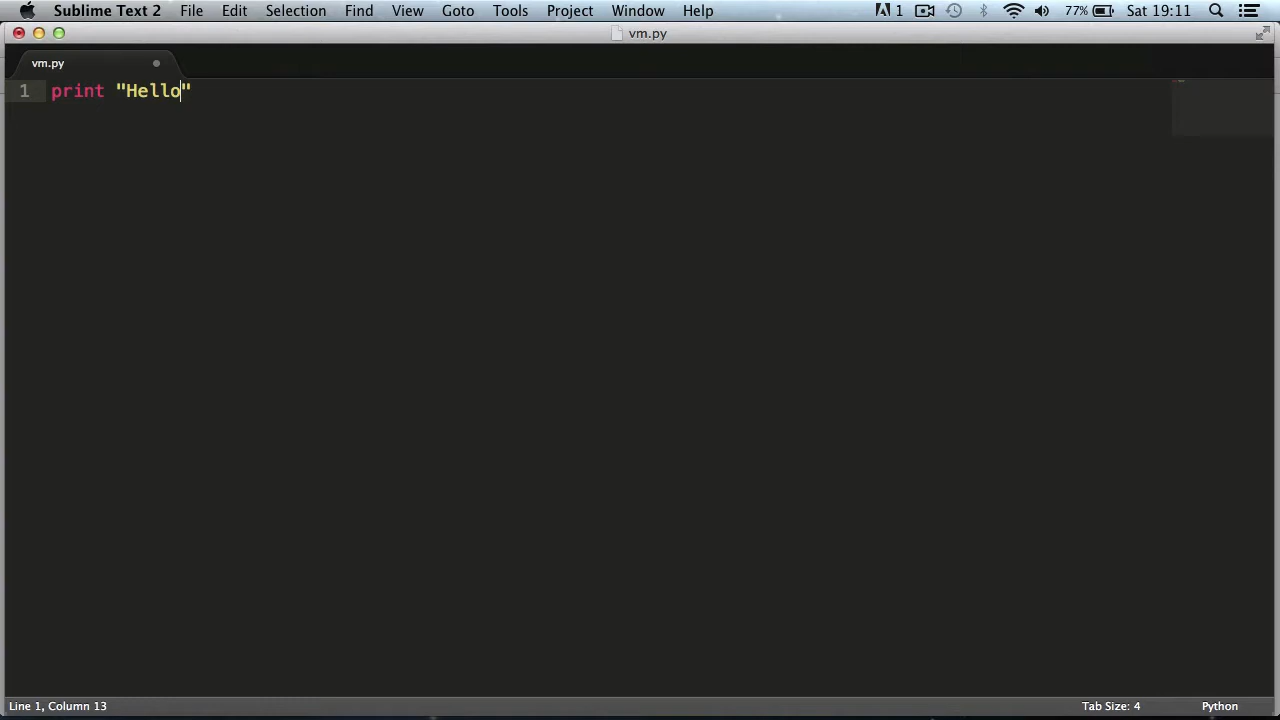 Sublime Text 2 File Edit Selection Find View Goto Tools Project Window Help 1 77% Sat 19:11
vm.py
vm.py
1 print "Hello"
Line 1, Column 13 Tab Size: 4 Python